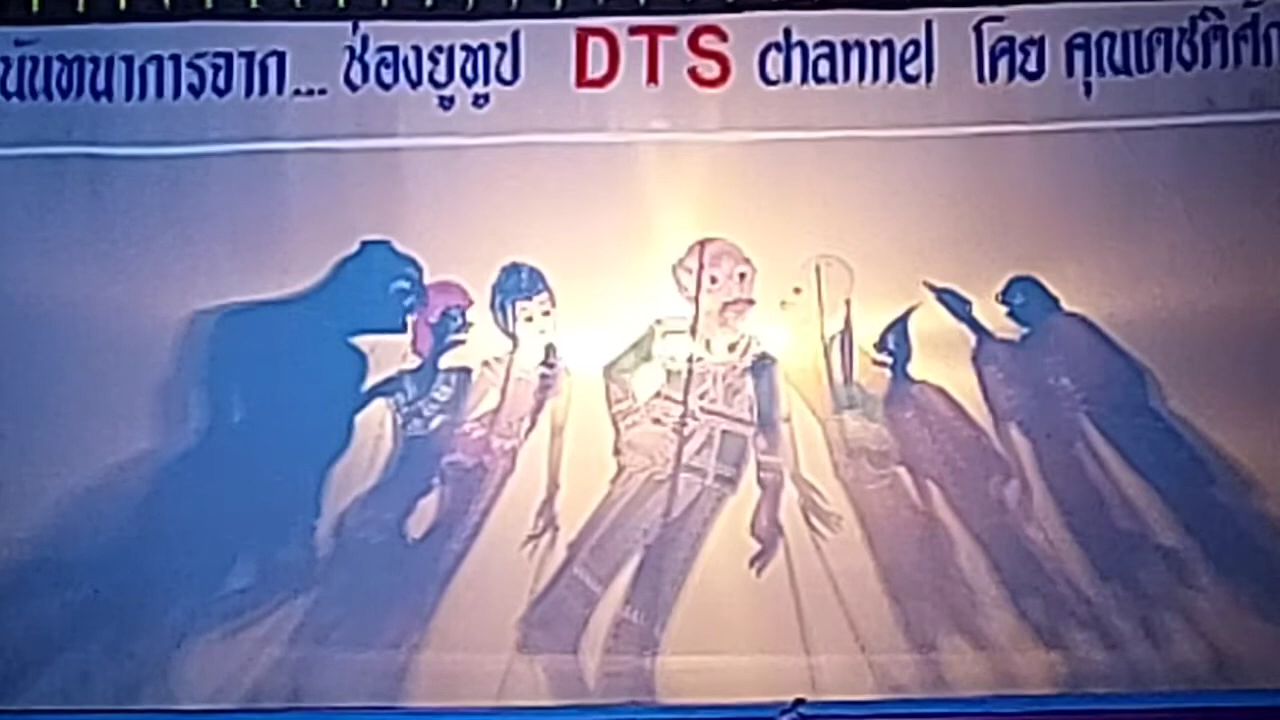 นันทนาการจาก... ช่องยูทูป DTS channel โดย คุณเดชติศัก